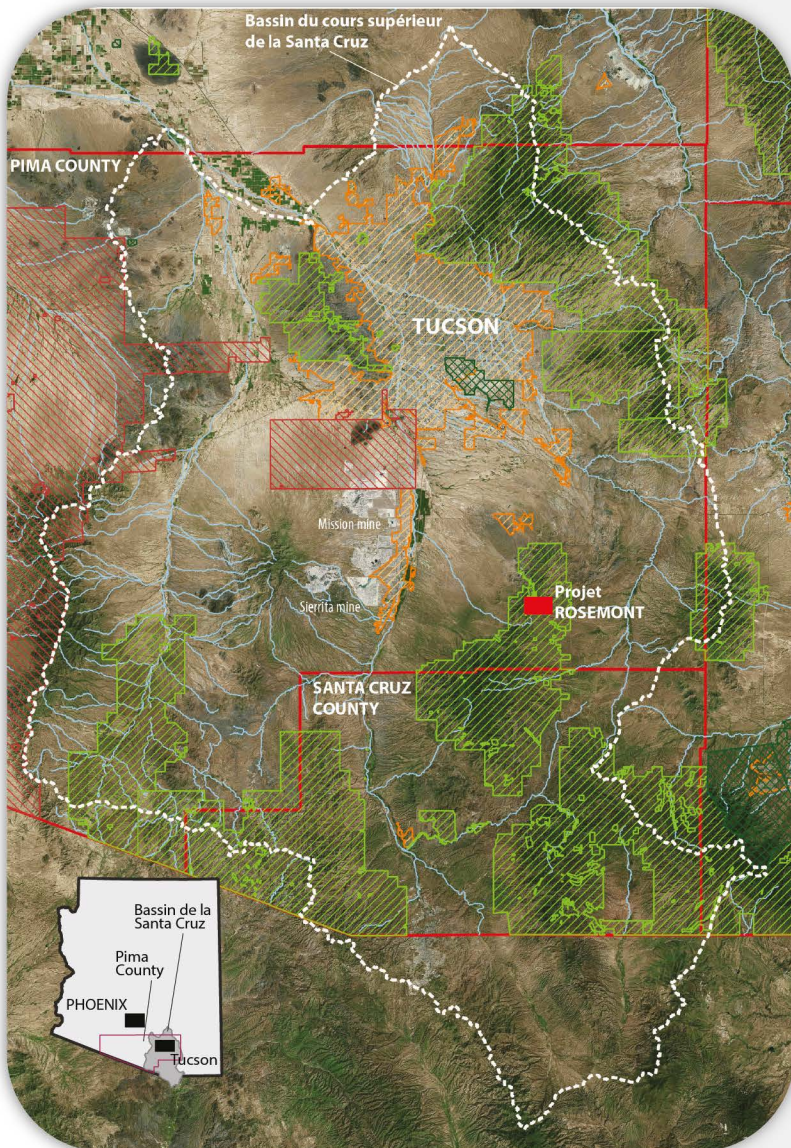 Bassin du cours supérieur
de la Santa Cruz
PIMA COUNTY
TUCSON
Mission mine
Sierrita mine
Projet
ROSEMONT
SANTA CRUZ
COUNTY
Bassin de la
Santa Cruz
Pima
County
PHOENIX
Tucson